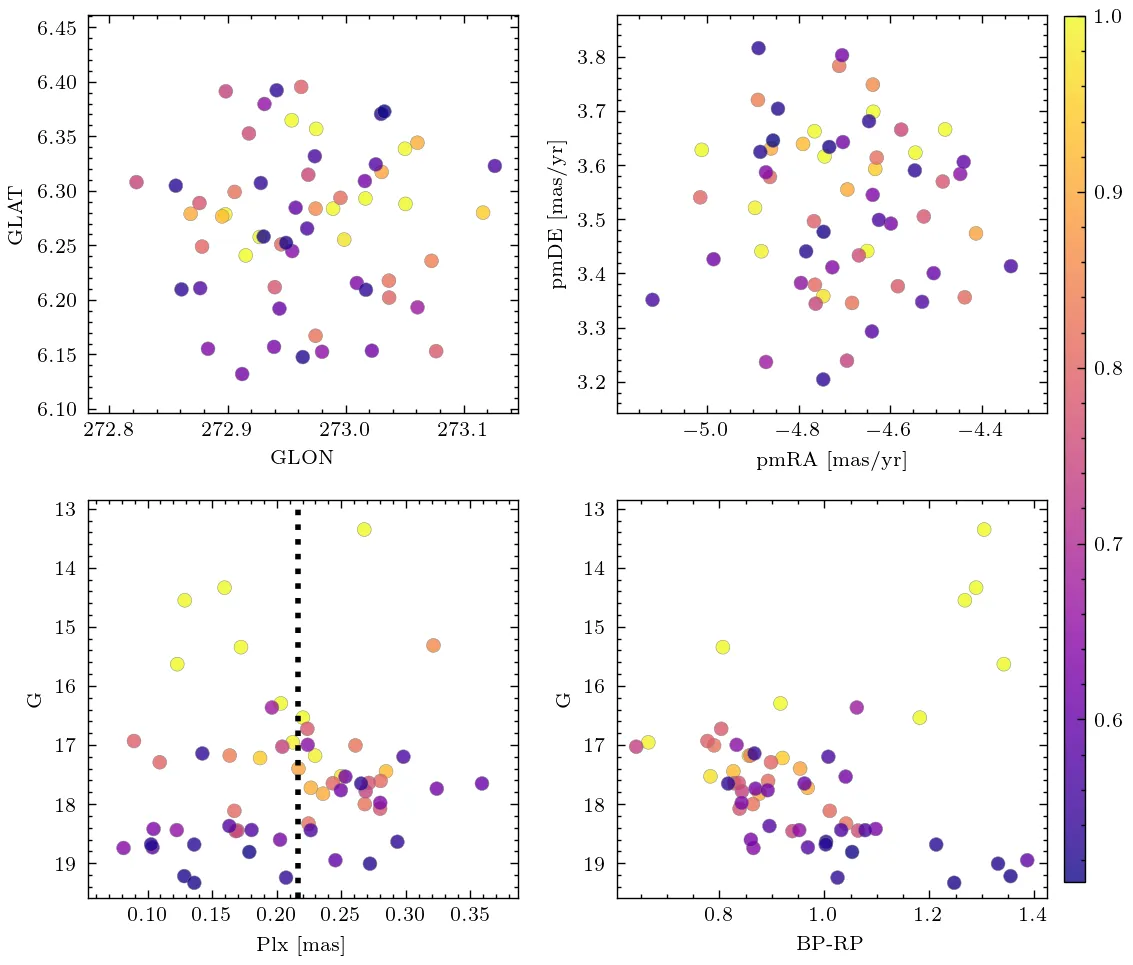 6.45
6.40
6.35
6.30
6.25
6.20
6.15
6.10
GLAT
272.8 272.9 273.0 273.1
GLON
3.8
3.7
3.6
3.5
3.4
3.3
3.2
pmDE [mas/yr]
−5.0 −4.8 −4.6 −4.4
pmRA [mas/yr]
1.0
0.9
0.8
0.7
0.6
13
14
15
16
17
18
19
G
0.10 0.15 0.20 0.25 0.30 0.35
Plx [mas]
13
14
15
16
17
18
19
G
0.8 1.0 1.2 1.4
BP-RP